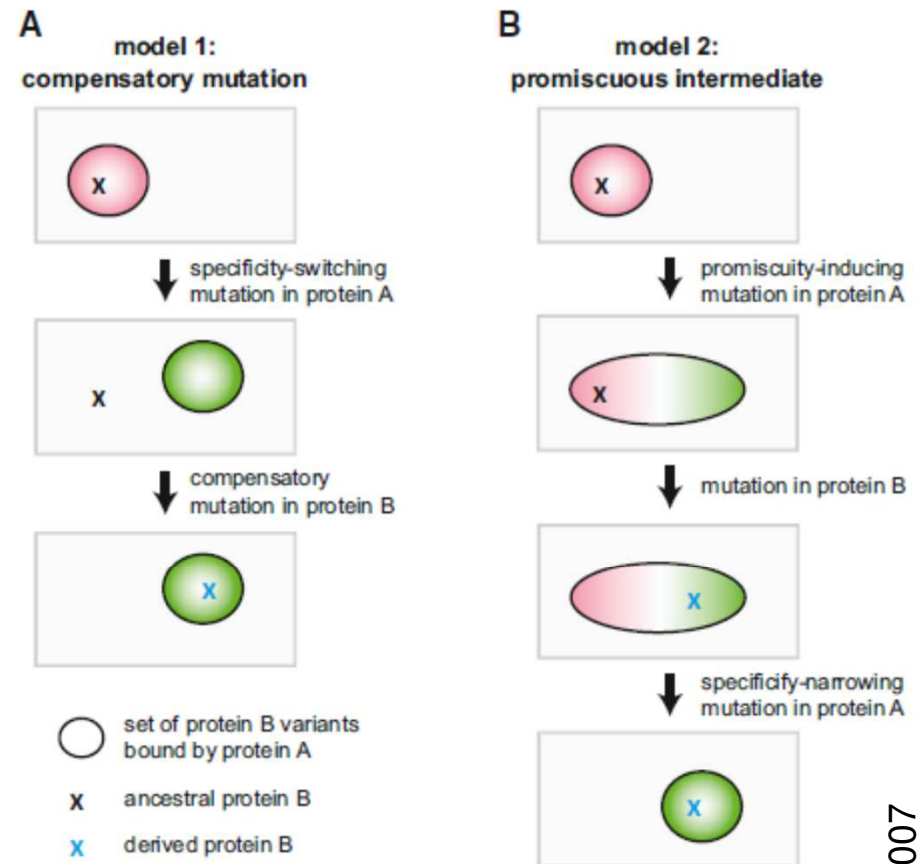 A
model 1:
compensatory mutation
x
specificity-switching
mutation in protein A
x
compensatory
mutation in protein B
x
set of protein B variants
bound by protein A
x ancestral protein B
x derived protein B
B
model 2:
promiscuous intermediate
x
promiscuity-inducing
mutation in protein A
x
mutation in protein B
x
specifify-narrowing
mutation in protein A
x
007